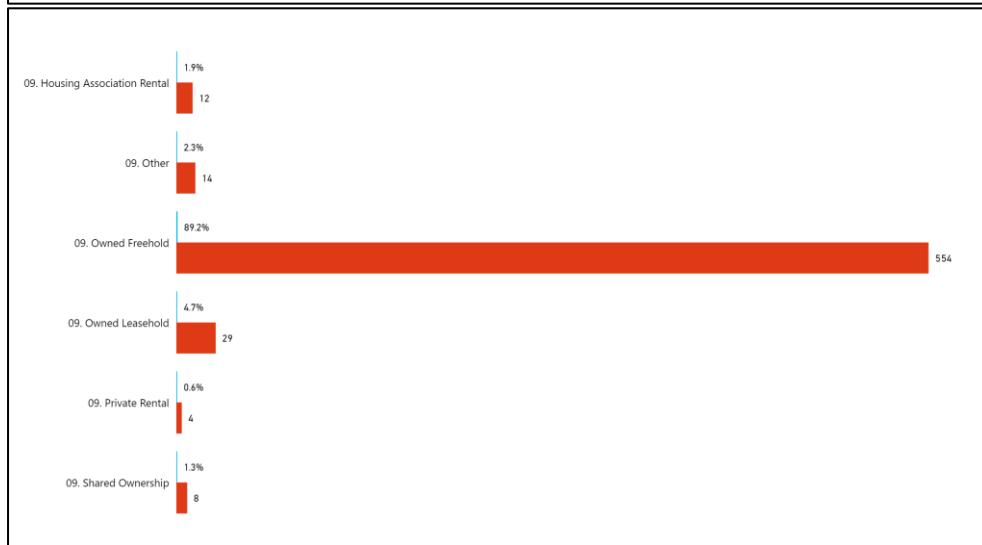 1.9%
09. Housing Association Rental
12
2.3%
09. Other
14
89.2%
09. Owned Freehold
554
4.7%
09. Owned Leasehold
29
0.6%
09. Private Rental
4
1.3%
09. Shared Ownership
8